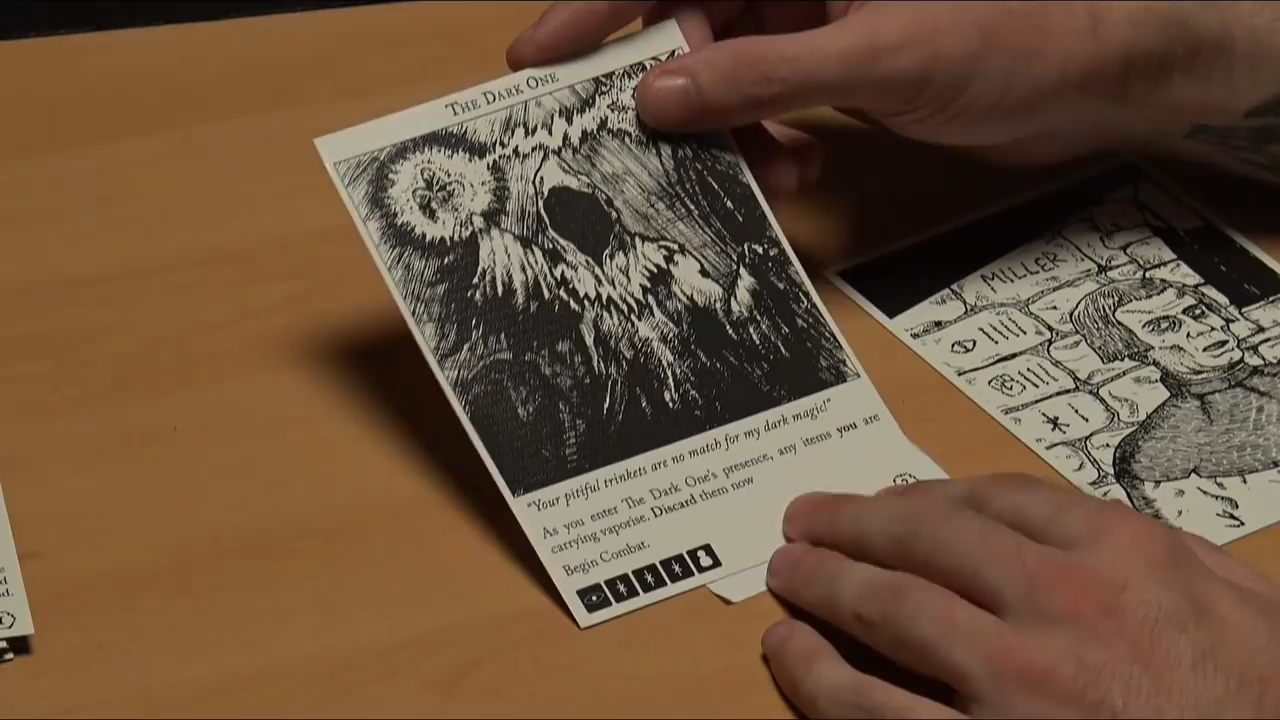 THE DARK ONE
"Your pitiful trinkets are no match for my dark magic!"
As you enter The Dark One's presence, any items you are
carrying vaporise. Discard them now
Begin Combat.
MILLER